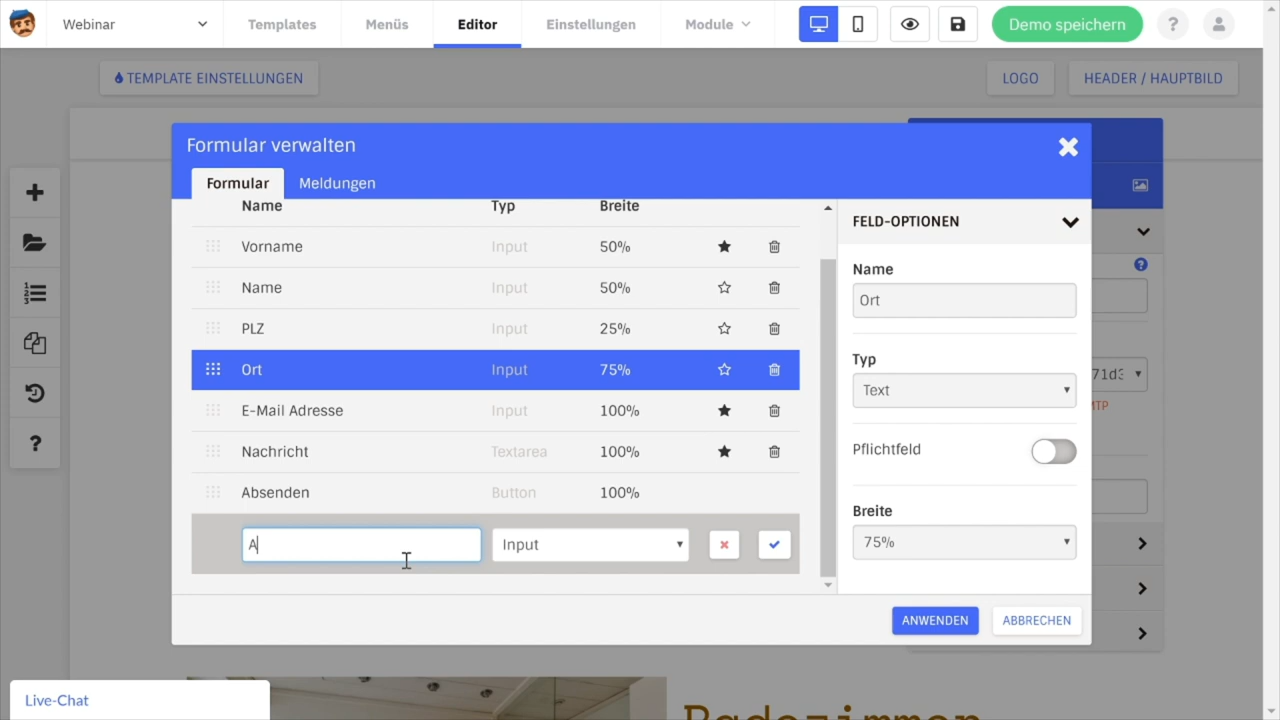 Webinar
Templates
Menüs
Editor
Einstellungen
Module
Demo speichern
?
TEMPLATE EINSTELLUNGEN
LOGO
HEADER / HAUPTBILD
Formular verwalten
Formular
Meldungen
Name Typ Breite
Vorname Input 50%
Name Input 50%
PLZ Input 25%
Ort Input 75%
E-Mail Adresse Input 100%
Nachricht Textarea 100%
Absenden Button 100%
A Input
FELD-OPTIONEN
Name
Ort
Typ
Text
Pflichtfeld
Breite
75%
ANWENDEN
ABBRECHEN
?
71d3
MTP
?
Live-Chat
Badezimmer